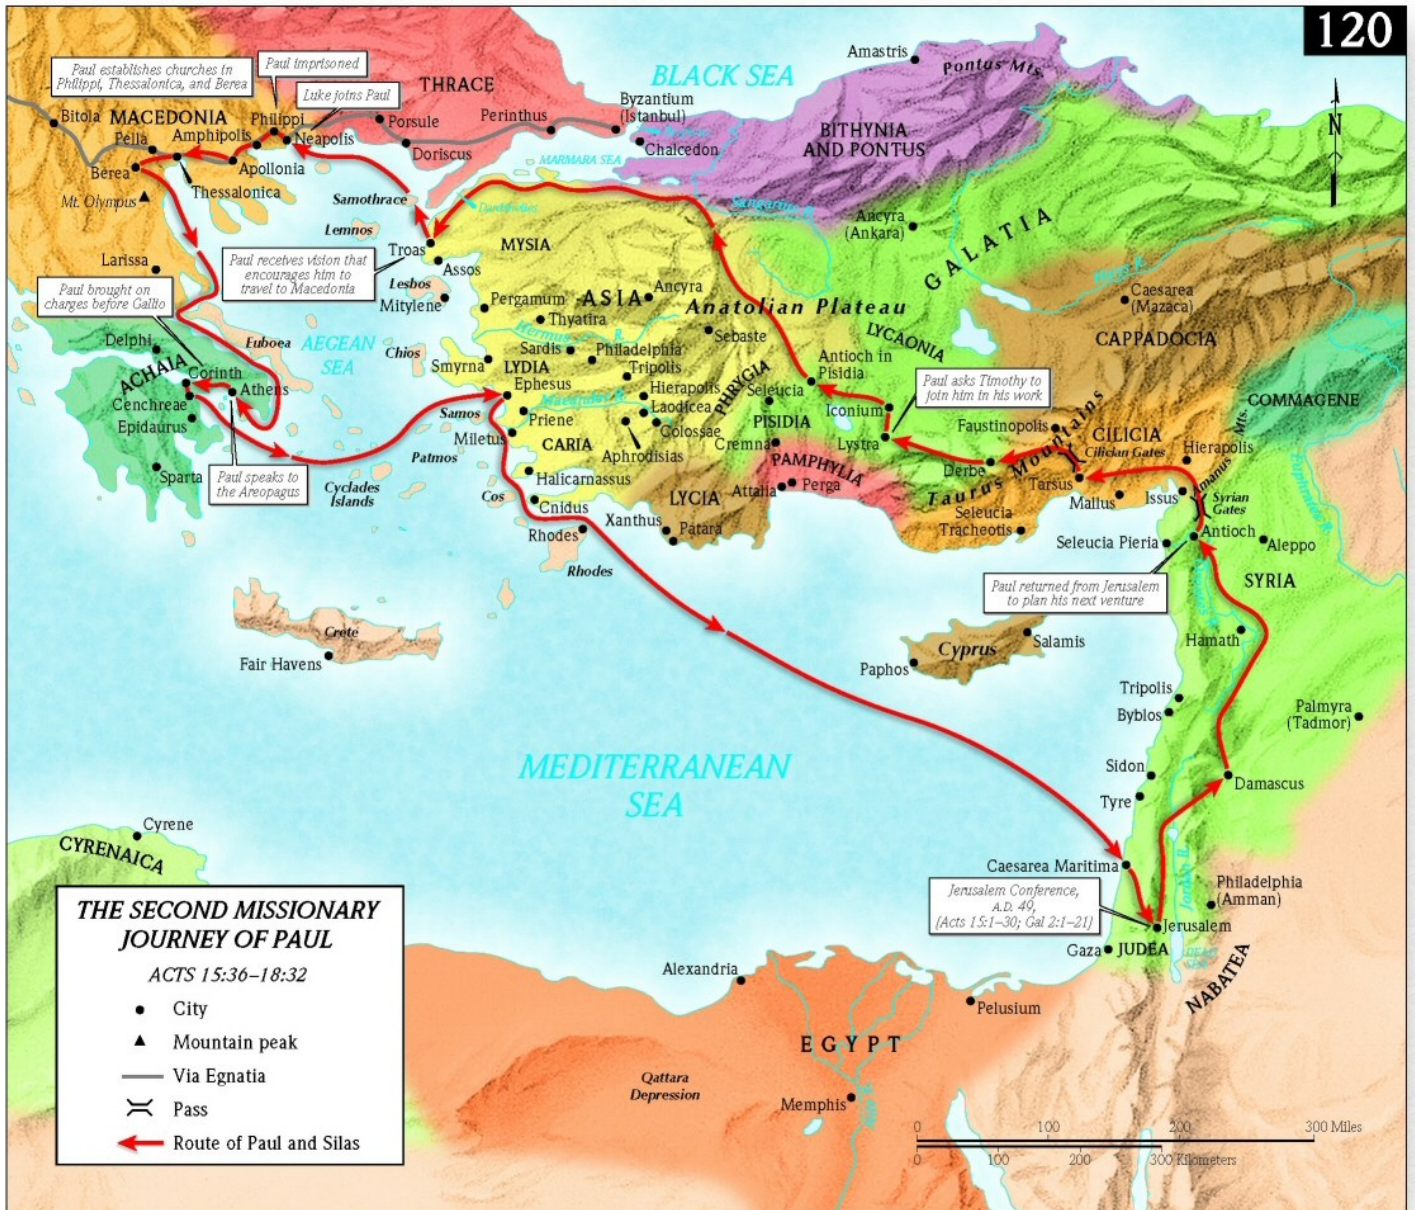 120
Amastris
BLACK SEA
Pontus Mts.
Paul establishes churches in
Philippi, Thessalonica, and Berea
Paul imprisoned
Luke joins Paul
THRACE
Byzantium
(Istanbul)
Perinthus
Chalcedon
BITHYNIA
AND PONTUS
Bitola
MACEDONIA
Philippi
Porsule
Pella
Amphipolis
Neapolis
Doriscus
MARMARA SEA
Berea
Apollonia
Thessalonica
Mt. Olympus
Samothrace
Dardanelles
Sangarius R.
Lemnos
Ancyra
(Ankara)
GALATIA
Troas
MYSIA
Paul receives vision that
encourages him to
travel to Macedonia
Assos
Larissa
Lesbos
Mitylene
Paul brought on
charges before Gallio
Pergamum
ASIA
Ancyra
Anatolian Plateau
Caesarea
(Mazaca)
Thyatira
Hermus R.
Sebaste
LYCAONIA
CAPPADOCIA
Delphi
Euboea
AEGEAN
SEA
Chios
Sardis
Philadelphia
Smyrna
LYDIA
Tripolis
Antioch in
Pisidia
ACHAIA
Corinth
Athens
Ephesus
Hierapolis
PHRYGIA
Seleucia
Paul asks Timothy to
join him in his work
COMMAGENE
Cenchreae
Samos
Priene
Laodicea
Iconium
Epidaurus
Miletus
Colossae
PISIDIA
Faustinopolis
CILICIA
Cilician Gates
Hierapolis
CARIA
Aphrodisias
Cremna
Lystra
Taurus Mountains
Amanus Mts.
Patmos
PAMPHYLIA
Derbe
Sparta
Paul speaks to
the Areopagus
Cyclades
Islands
Halicarnassus
Attalia
Perga
Tarsus
Mallus
Issus
Syrian
Gates
Cos
Cnidus
LYCIA
Seleucia
Tracheotis
Rhodes
Xanthus
Patara
Seleucia Pieria
Antioch
Aleppo
Rhodes
Paul returned from Jerusalem
to plan his next venture
SYRIA
Crete
Fair Havens
Cyprus
Salamis
Paphos
Hamath
Tripolis
Byblos
Palmyra
(Tadmor)
MEDITERRANEAN
SEA
Sidon
Tyre
Damascus
Cyrene
CYRENAICA
Caesarea Maritima
Jordan R.
Jerusalem Conference,
A.D. 49,
(Acts 15:1–30; Gal 2:1–21)
Philadelphia
(Amman)
Jerusalem
Gaza
JUDEA
DEAD
SEA
NABATEA
Alexandria
Pelusium
EGYPT
Qattara
Depression
Memphis
THE SECOND MISSIONARY
JOURNEY OF PAUL
ACTS 15:36–18:32
City
Mountain peak
Via Egnatia
Pass
Route of Paul and Silas
N
0 100 200 300 Miles
0 100 200 300 Kilometers